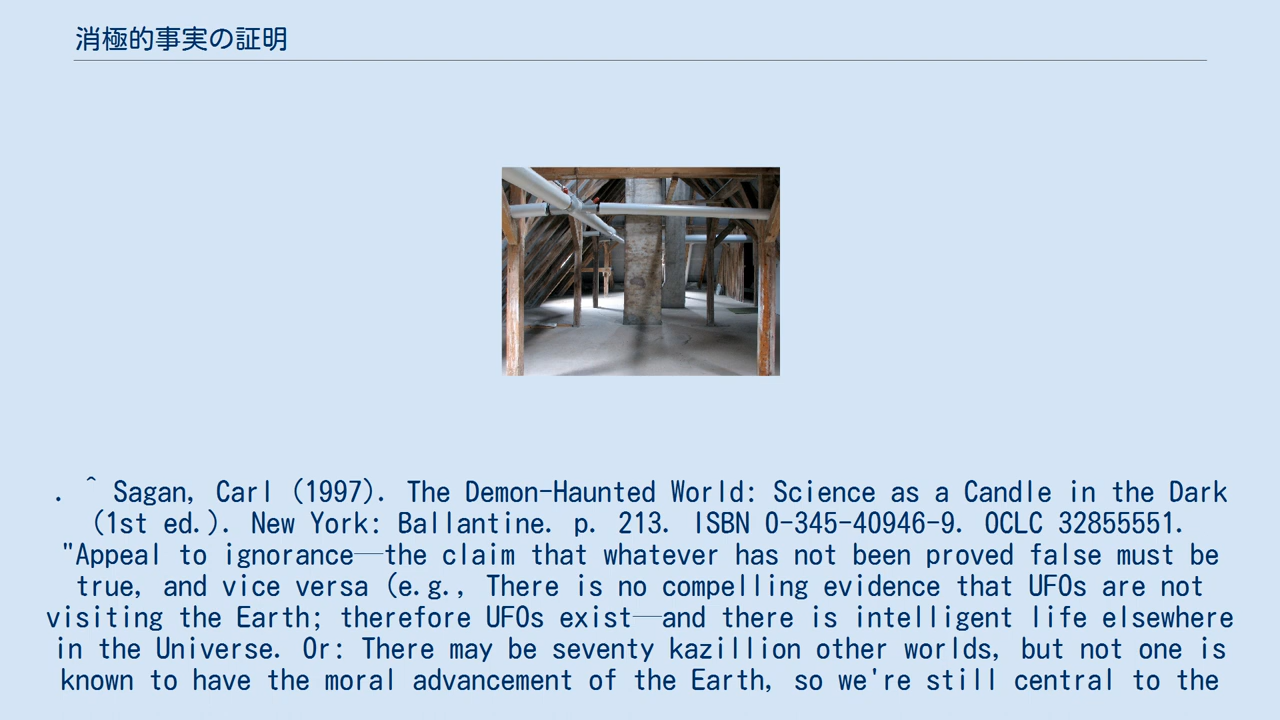 消極的事実の証明
. ^ Sagan, Carl (1997). The Demon-Haunted World: Science as a Candle in the Dark
(1st ed.). New York: Ballantine. p. 213. ISBN 0-345-40946-9. OCLC 32855551.
"Appeal to ignorance—the claim that whatever has not been proved false must be
true, and vice versa (e.g., There is no compelling evidence that UFOs are not
visiting the Earth; therefore UFOs exist—and there is intelligent life elsewhere
in the Universe. Or: There may be seventy kazillion other worlds, but not one is
known to have the moral advancement of the Earth, so we're still central to the